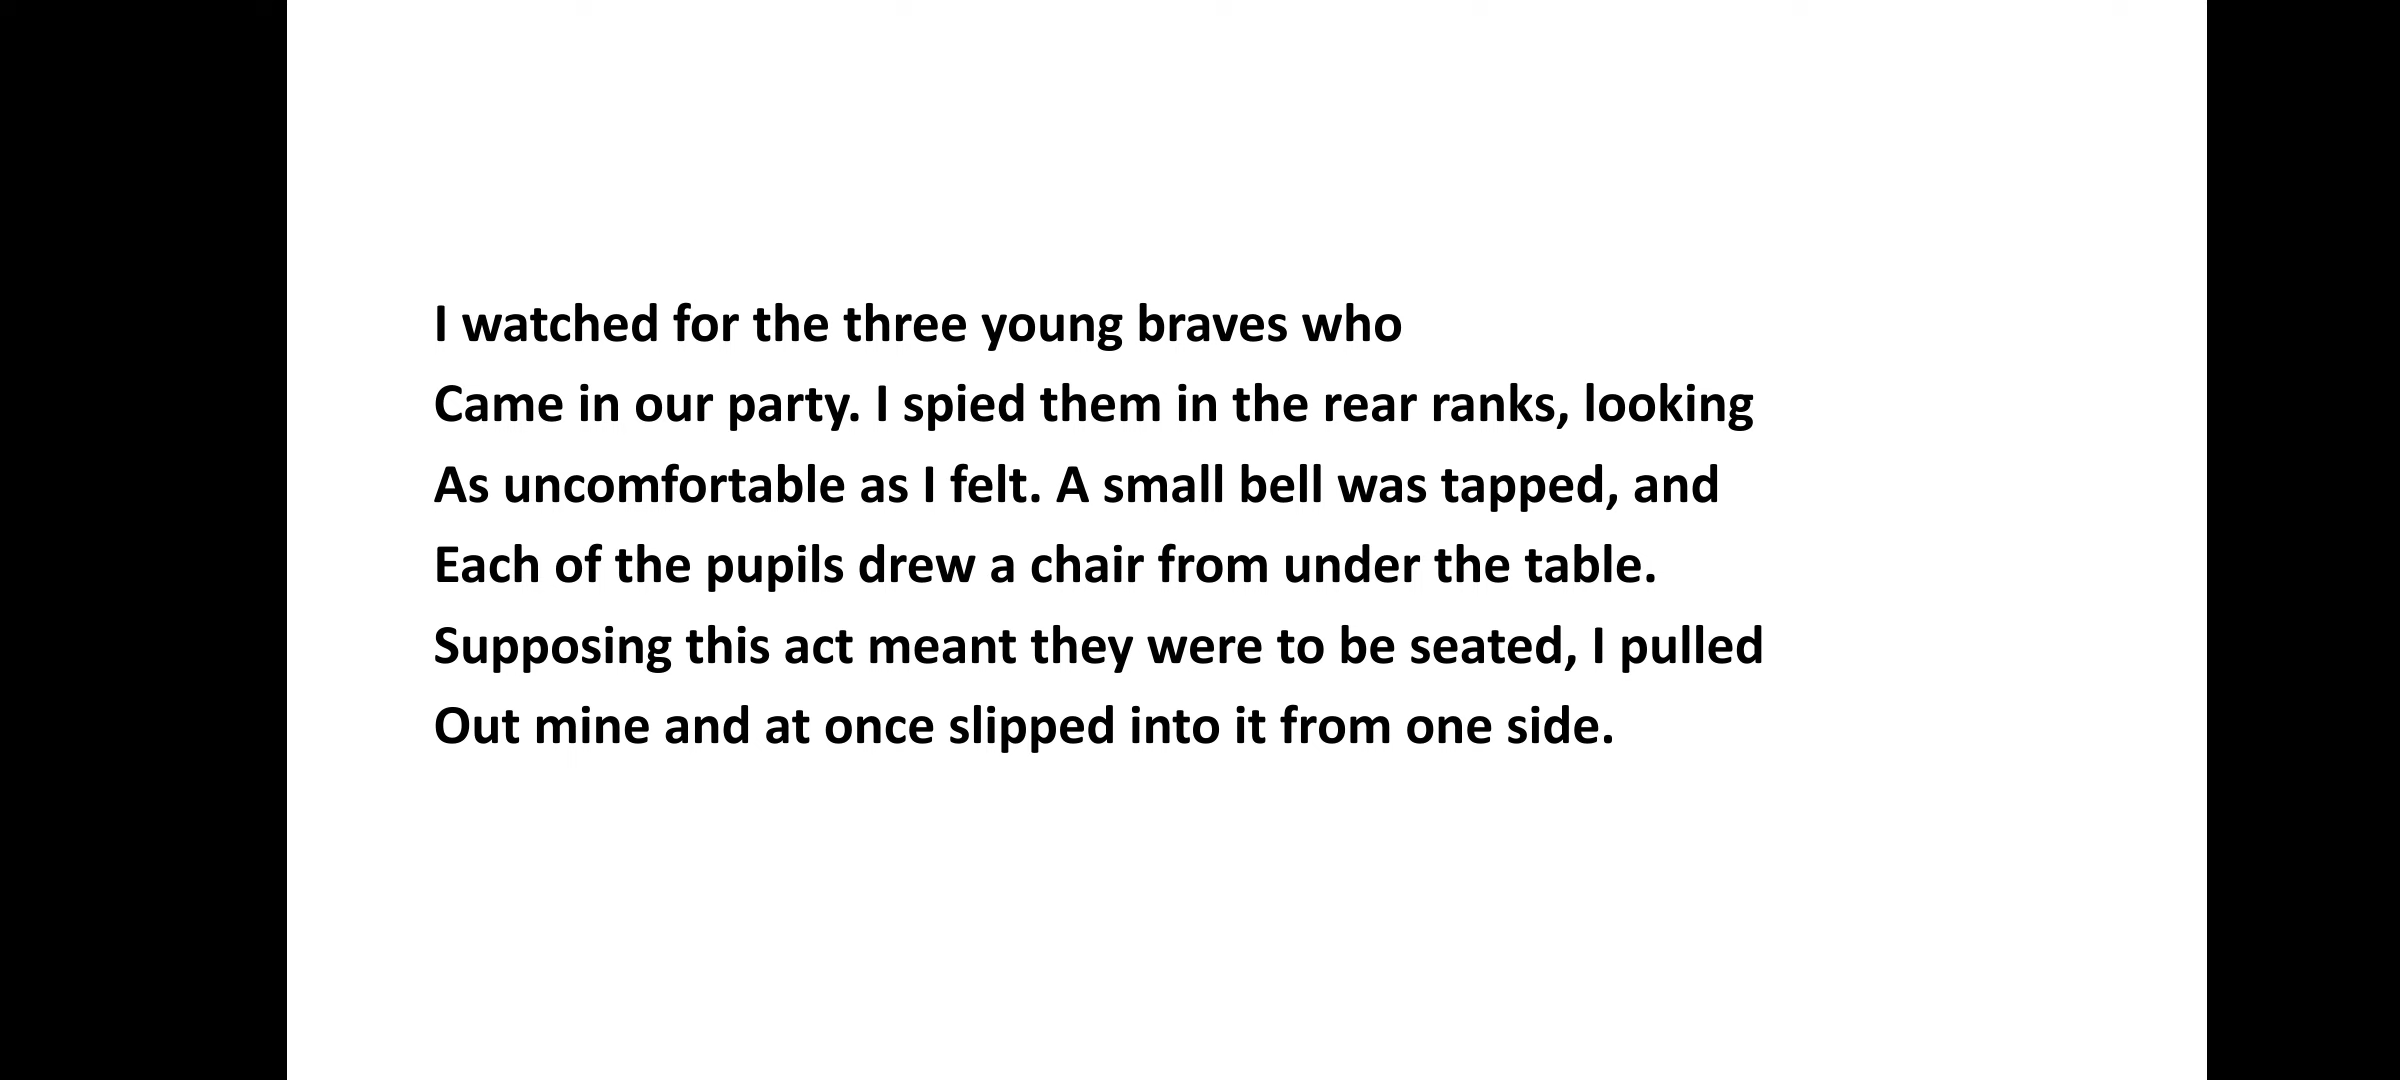 I watched for the three young braves who
Came in our party. I spied them in the rear ranks, looking
As uncomfortable as I felt. A small bell was tapped, and
Each of the pupils drew a chair from under the table.
Supposing this act meant they were to be seated, I pulled
Out mine and at once slipped into it from one side.